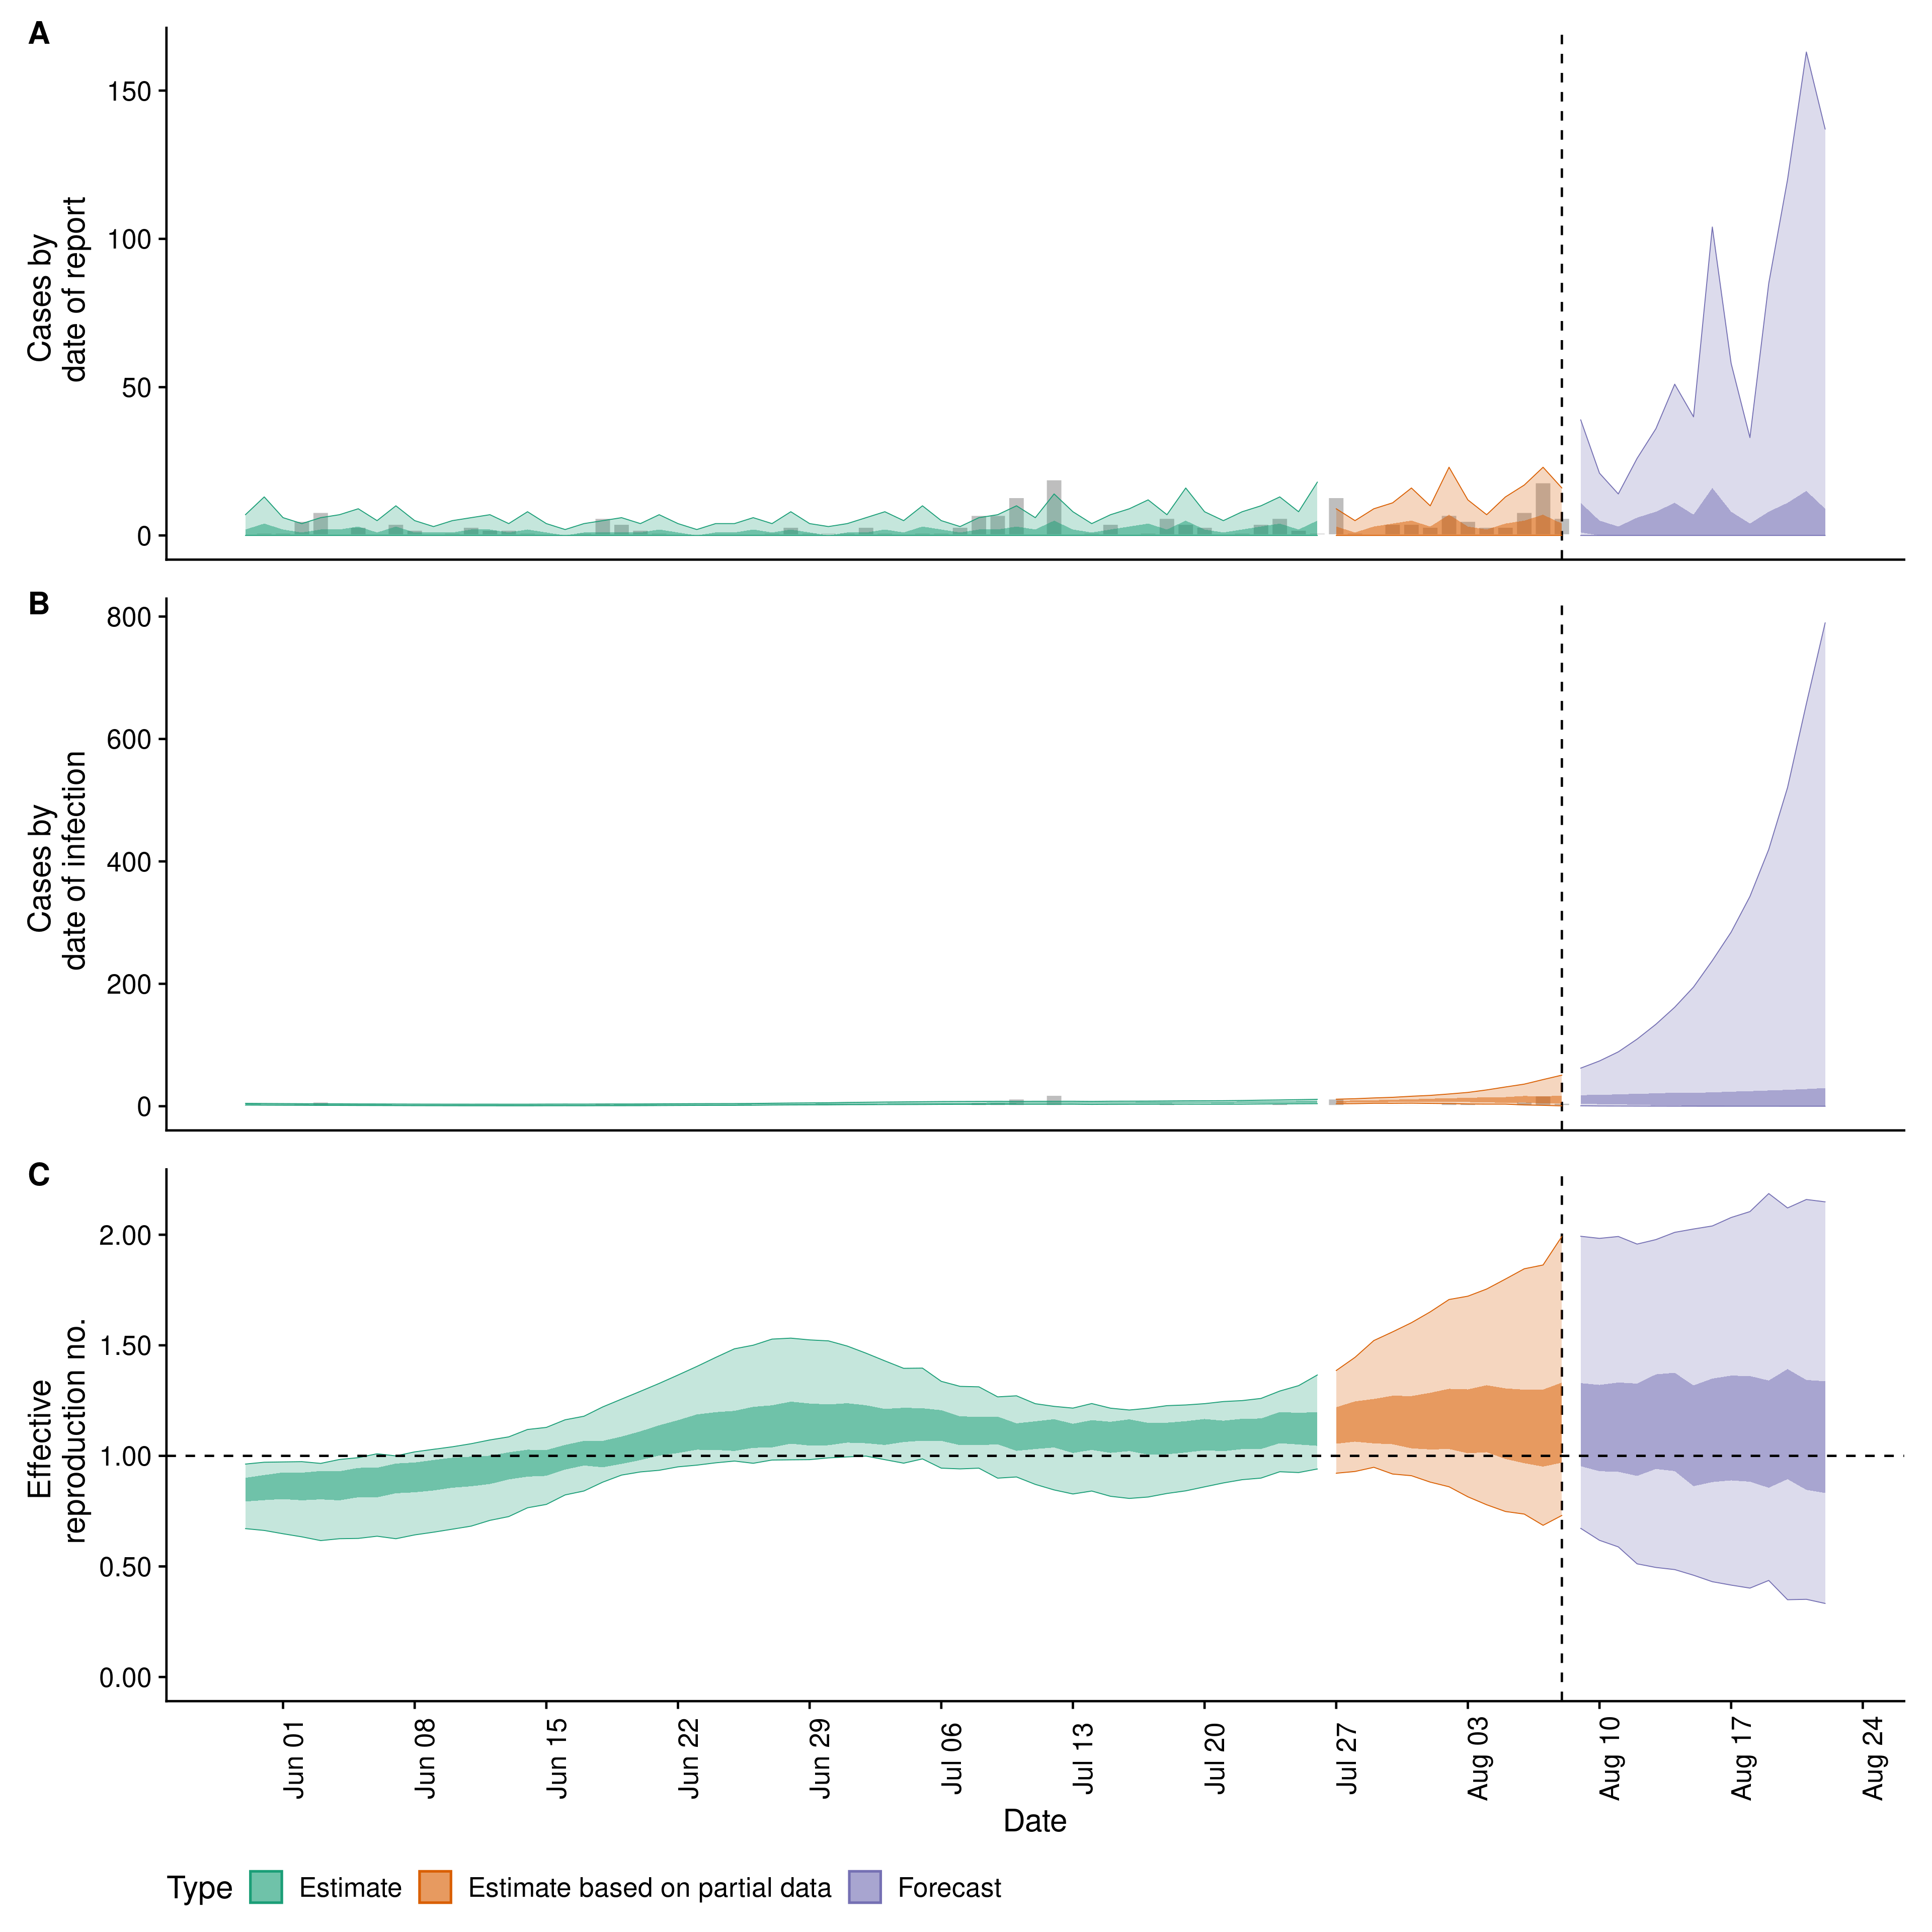 A
Cases by
date of report
150
100
50
0
B
Cases by
date of infection
800
600
400
200
0
C
Effective
reproduction no.
2.00
1.50
1.00
0.50
0.00
Jun 01
Jun 08
Jun 15
Jun 22
Jun 29
Jul 06
Jul 13
Jul 20
Jul 27
Aug 03
Aug 10
Aug 17
Aug 24
Date
Type Estimate Estimate based on partial data Forecast